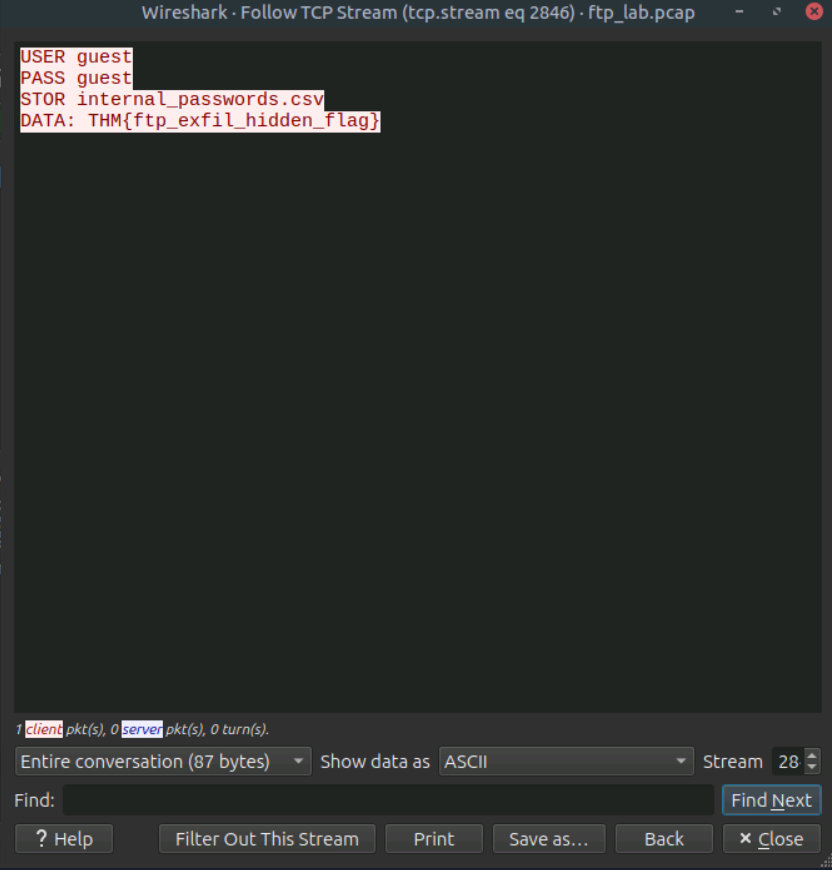 Wireshark · Follow TCP Stream (tcp.stream eq 2846) · ftp_lab.pcap
USER guest
PASS guest
STOR internal_passwords.csv
DATA: THM{ftp_exfil_hidden_flag}
1 client pkt(s), 0 server pkt(s), 0 turn(s).
Entire conversation (87 bytes) Show data as ASCII Stream 28
Find: Find Next
? Help Filter Out This Stream Print Save as… Back × Close